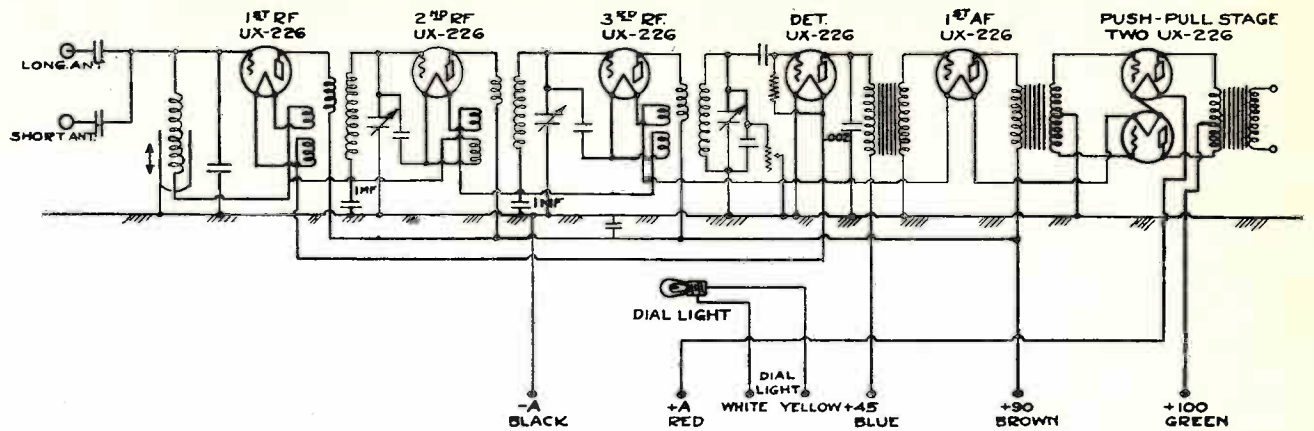 1ST RF
UX-226
2ND RF
UX-226
3RD RF.
UX-226
DET.
UX-226
1ST AF
UX-226
PUSH-PULL STAGE
TWO UX-226
LONG.ANT.
SHORT ANT.
.002
1MF
1MF
DIAL LIGHT
DIAL
LIGHT
-A
BLACK
+A
RED
WHITE
YELLOW
+45
BLUE
+90
BROWN
+100
GREEN